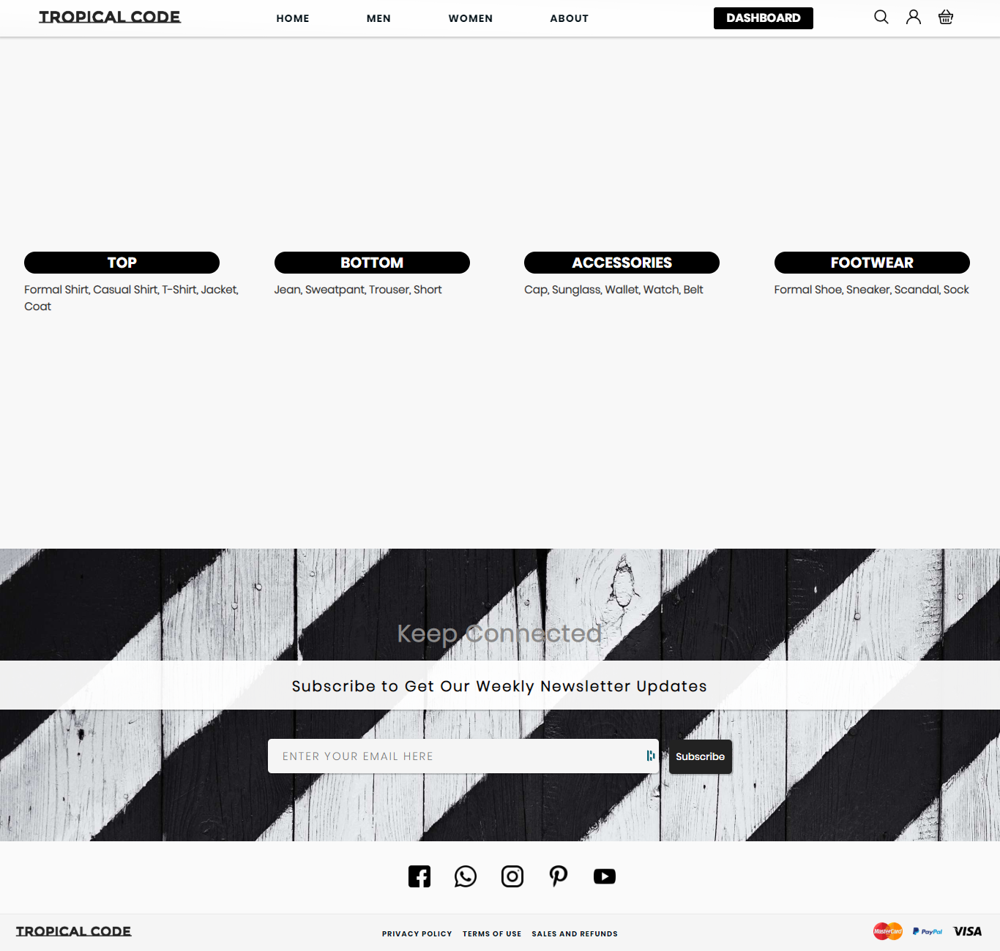 TROPICAL CODE
HOME
MEN
WOMEN
ABOUT
DASHBOARD
TOP
Formal Shirt, Casual Shirt, T-Shirt, Jacket,
Coat
BOTTOM
Jean, Sweatpant, Trouser, Short
ACCESSORIES
Cap, Sunglass, Wallet, Watch, Belt
FOOTWEAR
Formal Shoe, Sneaker, Scandal, Sock
Keep Connected
Subscribe to Get Our Weekly Newsletter Updates
ENTER YOUR EMAIL HERE
Subscribe
TROPICAL CODE
PRIVACY POLICY
TERMS OF USE
SALES AND REFUNDS
MasterCard
PayPal
VISA